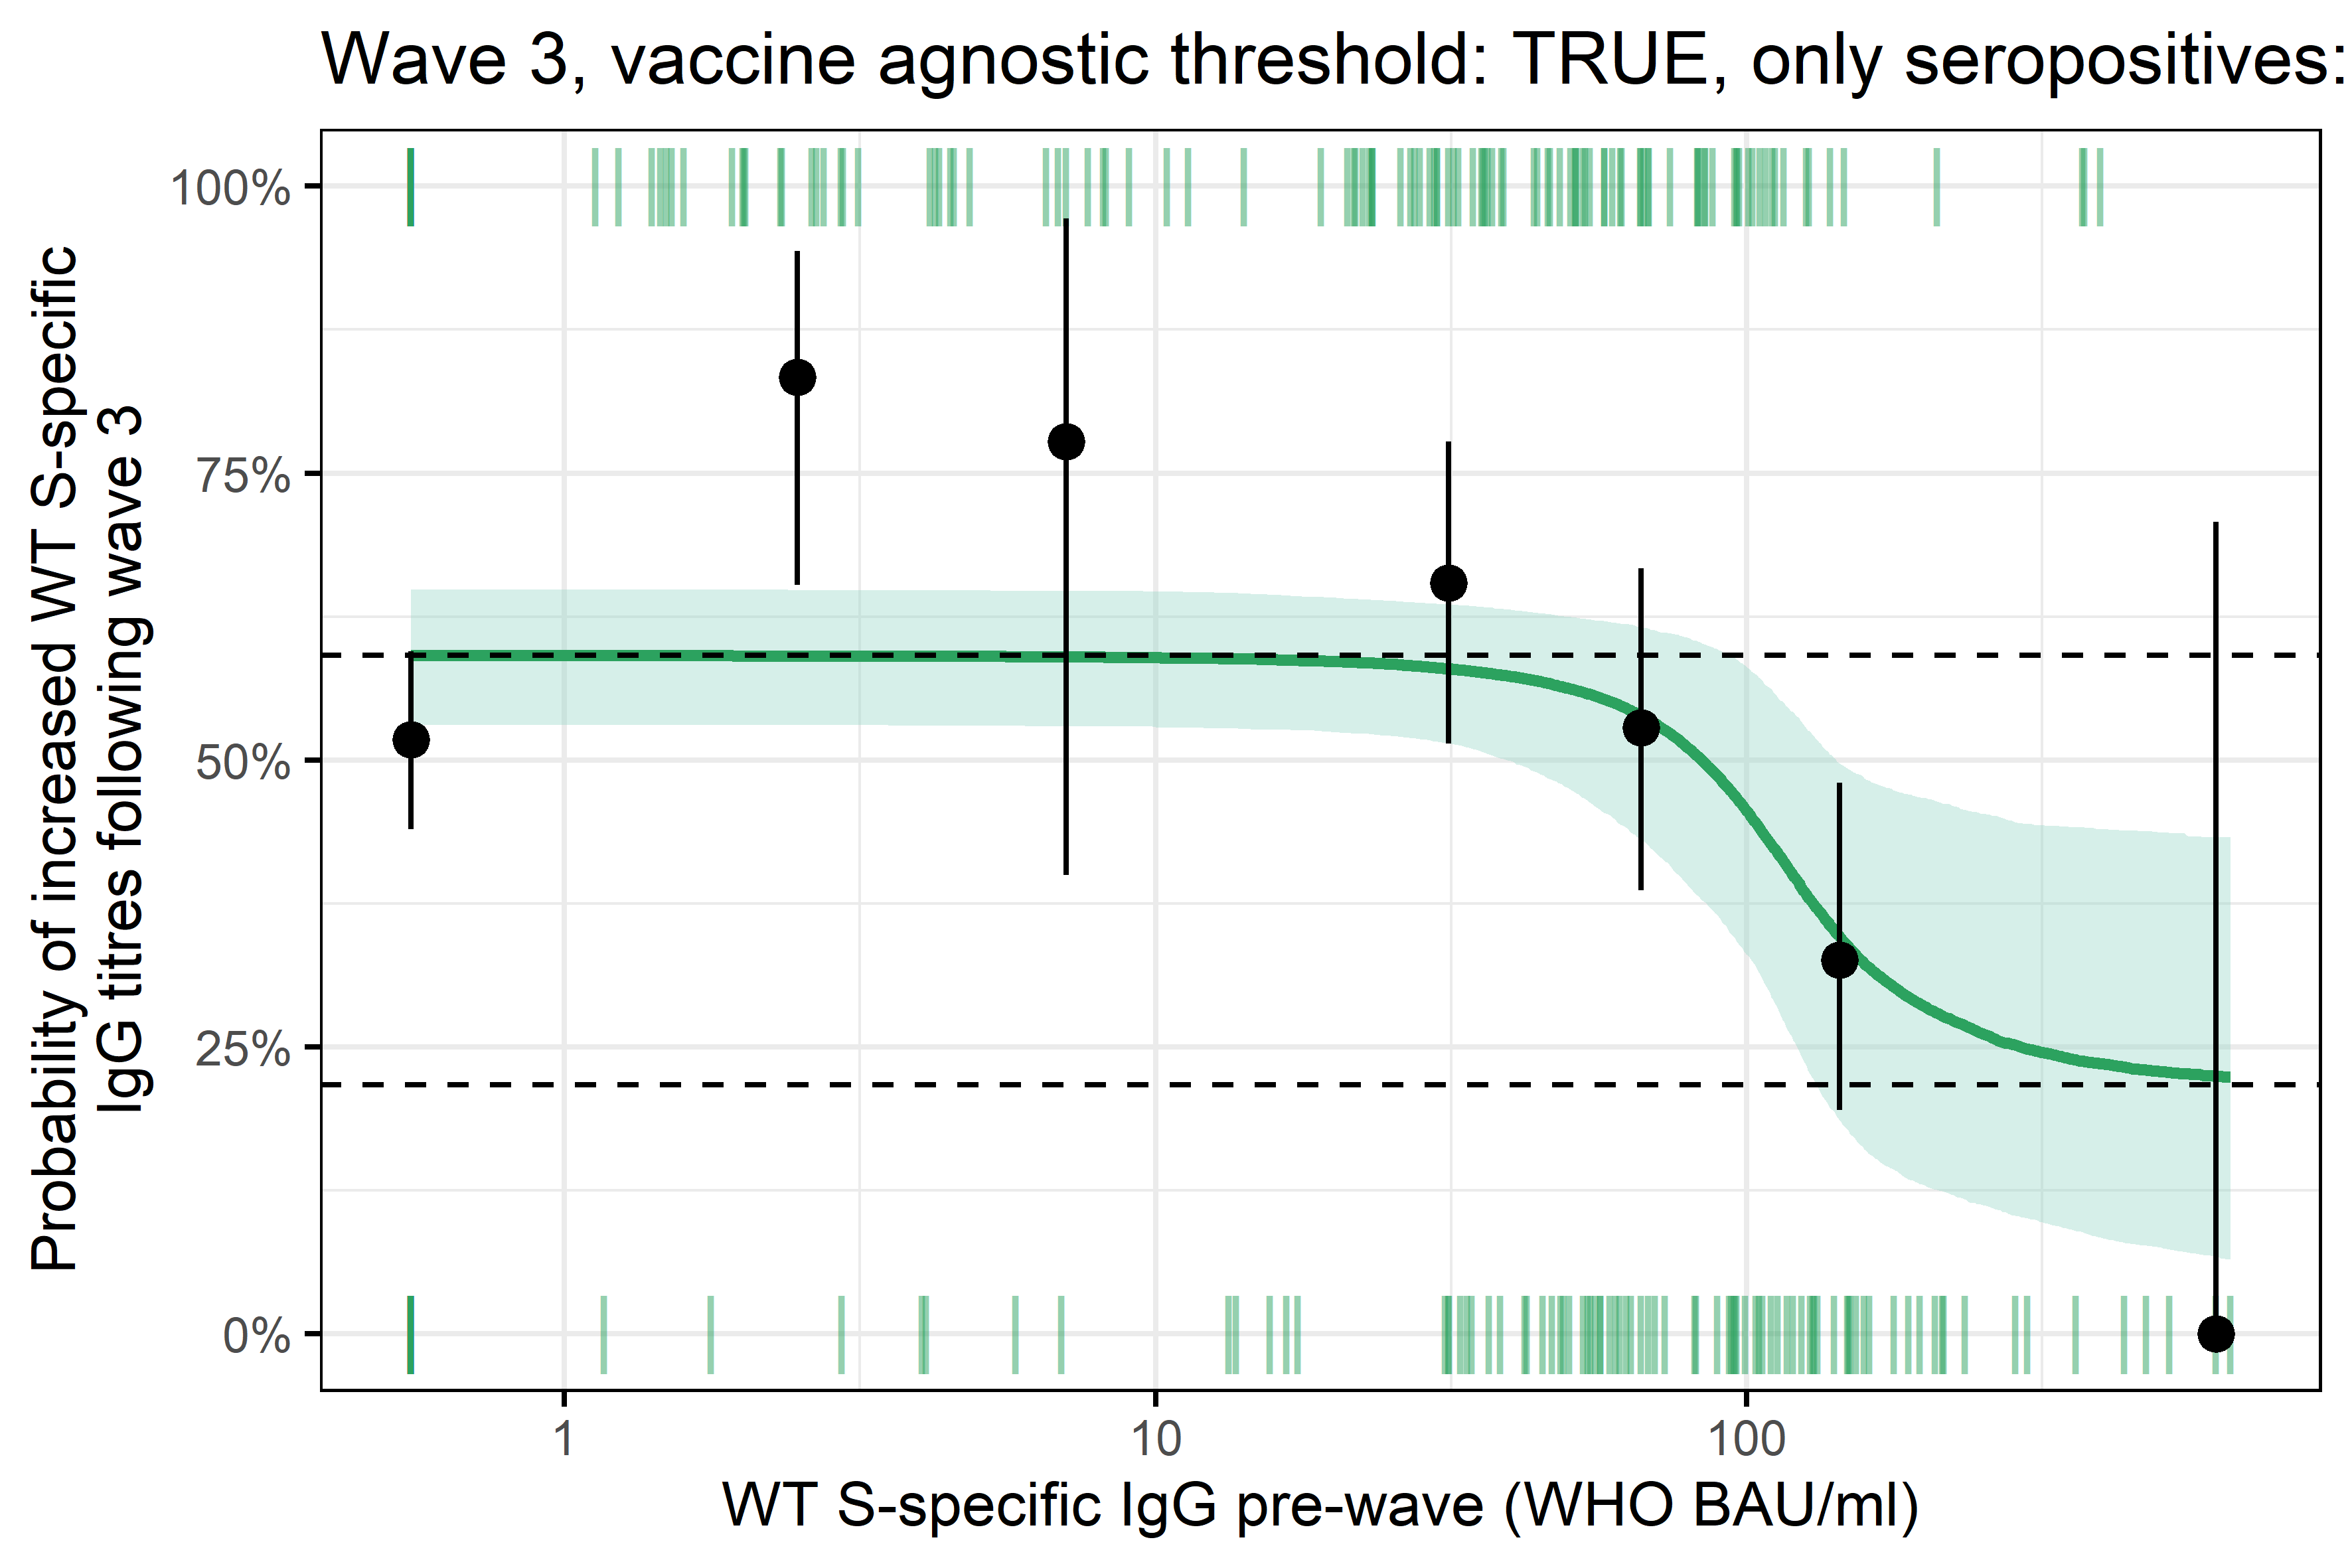 Wave 3, vaccine agnostic threshold: TRUE, only seropositives:
Probability of increased WT S-specific
IgG titres following wave 3
100%
75%
50%
25%
0%
1
10
100
WT S-specific IgG pre-wave (WHO BAU/ml)